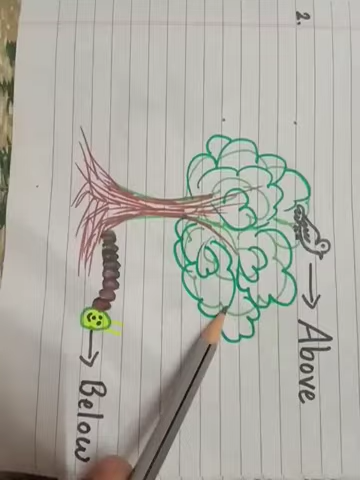 2.
→ Above
→ Below